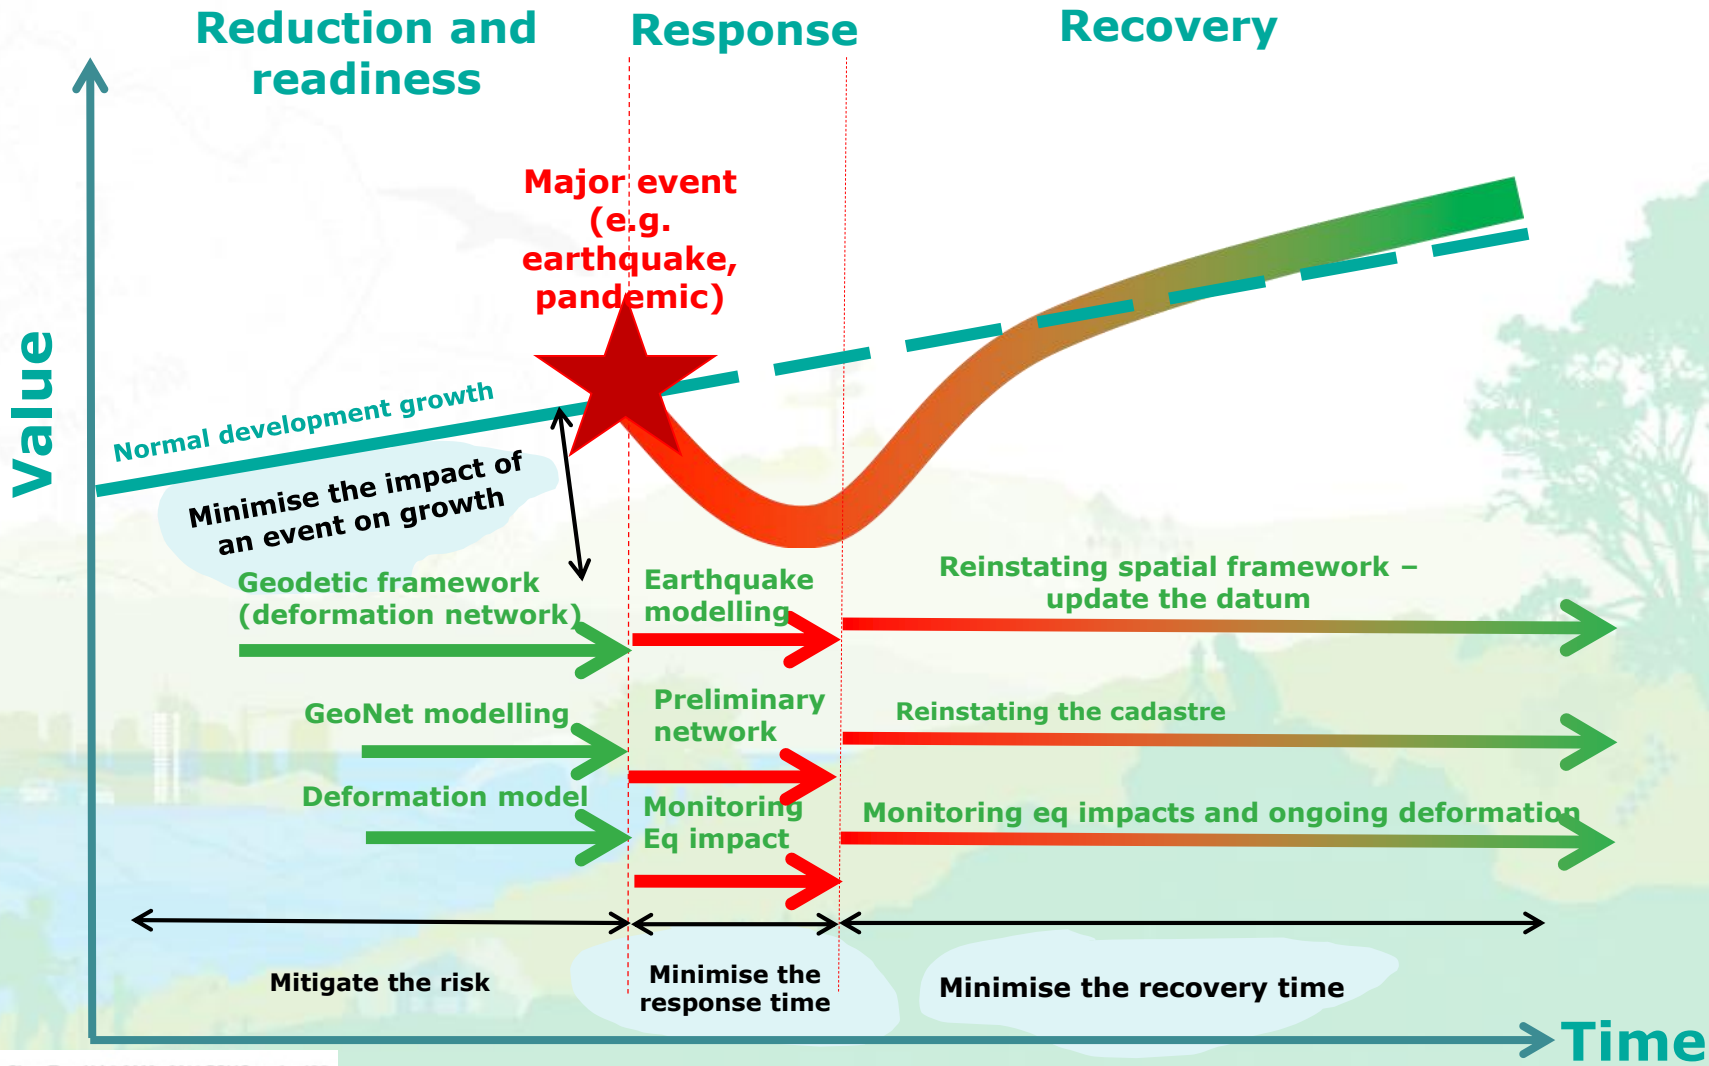 Reduction and
readiness
Response
Recovery
Major event
(e.g.
earthquake,
pandemic)
Value
Normal development growth
Minimise the impact of
an event on growth
Geodetic framework
(deformation network)
Earthquake
modelling
Reinstating spatial framework –
update the datum
GeoNet modelling
Preliminary
network
Reinstating the cadastre
Deformation model
Monitoring
Eq impact
Monitoring eq impacts and ongoing deformation
Mitigate the risk
Minimise the
response time
Minimise the recovery time
Time